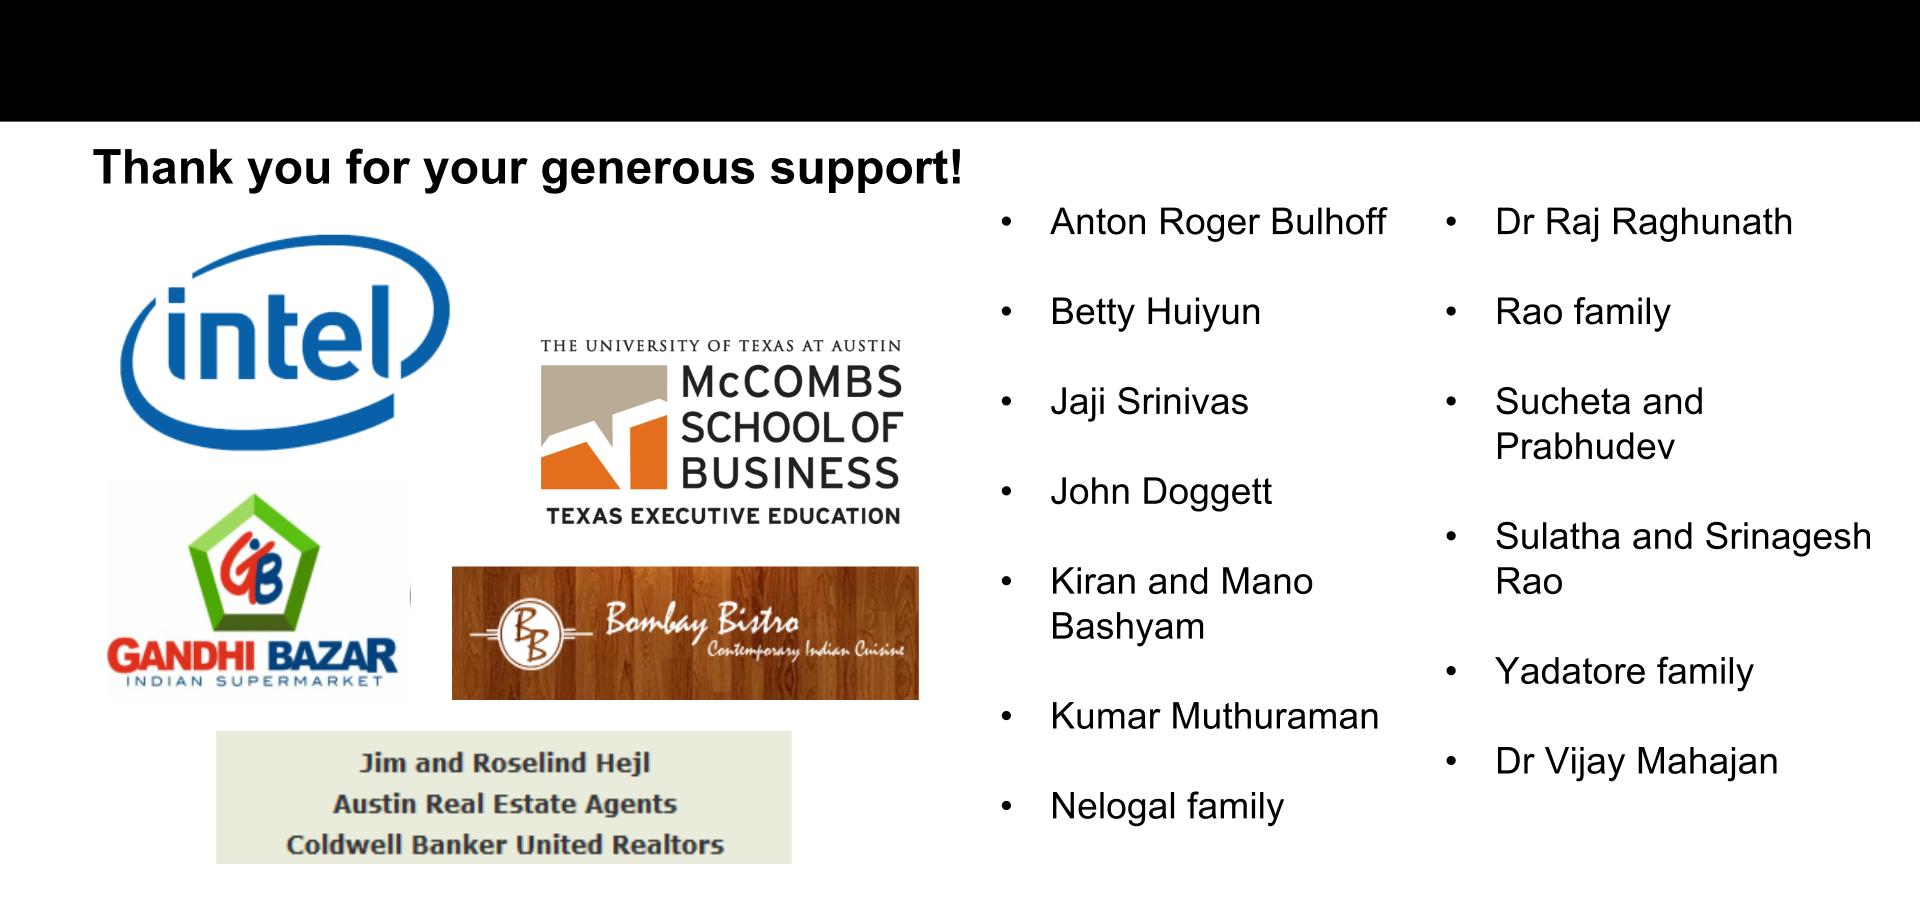 Thank you for your generous support!
intel
THE UNIVERSITY OF TEXAS AT AUSTIN
McCOMBS
SCHOOL OF
BUSINESS
TEXAS EXECUTIVE EDUCATION
GB
GANDHI BAZAR
INDIAN SUPERMARKET
BB
Bombay Bistro
Contemporary Indian Cuisine
Jim and Roselind Hejl
Austin Real Estate Agents
Coldwell Banker United Realtors
• Anton Roger Bulhoff
• Betty Huiyun
• Jaji Srinivas
• John Doggett
• Kiran and Mano
Bashyam
• Kumar Muthuraman
• Nelogal family
• Dr Raj Raghunath
• Rao family
• Sucheta and
Prabhudev
• Sulatha and Srinagesh
Rao
• Yadatore family
• Dr Vijay Mahajan